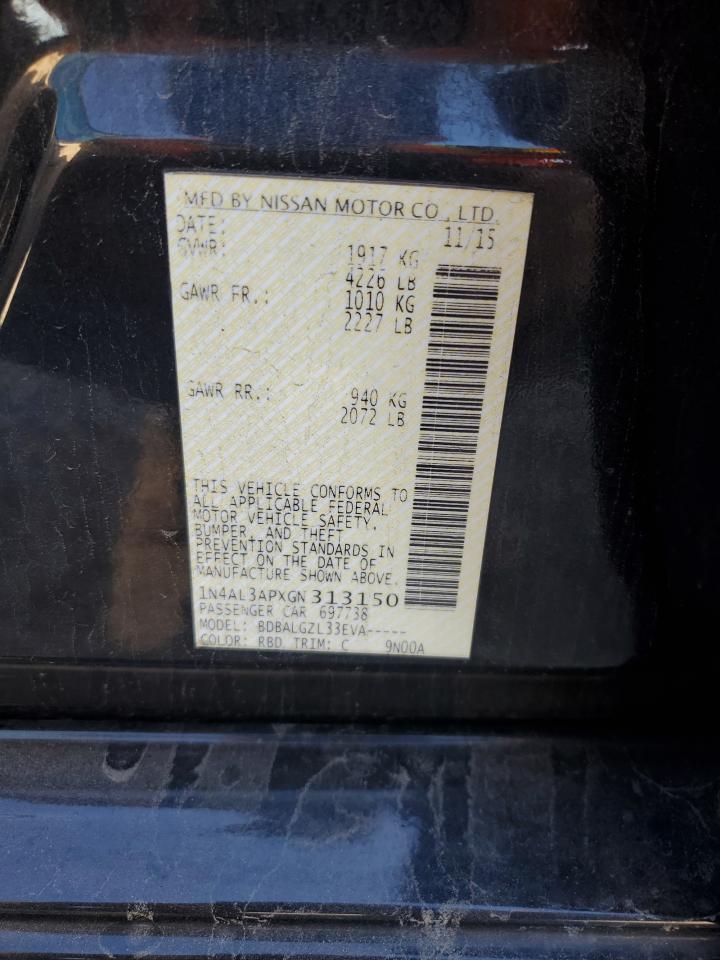 MFD BY NISSAN MOTOR CO., LTD.
DATE: 11/15
GVWR: 1917 KG
4226 LB
GAWR FR.: 1010 KG
2227 LB
GAWR RR.: 940 KG
2072 LB
THIS VEHICLE CONFORMS TO
ALL APPLICABLE FEDERAL
MOTOR VEHICLE SAFETY,
BUMPER, AND THEFT
PREVENTION STANDARDS IN
EFFECT ON THE DATE OF
MANUFACTURE SHOWN ABOVE.
1N4AL3APXGN313150
PASSENGER CAR 697738
MODEL: BDBALGZL33EVA-----
COLOR: RBD TRIM: C 9N00A